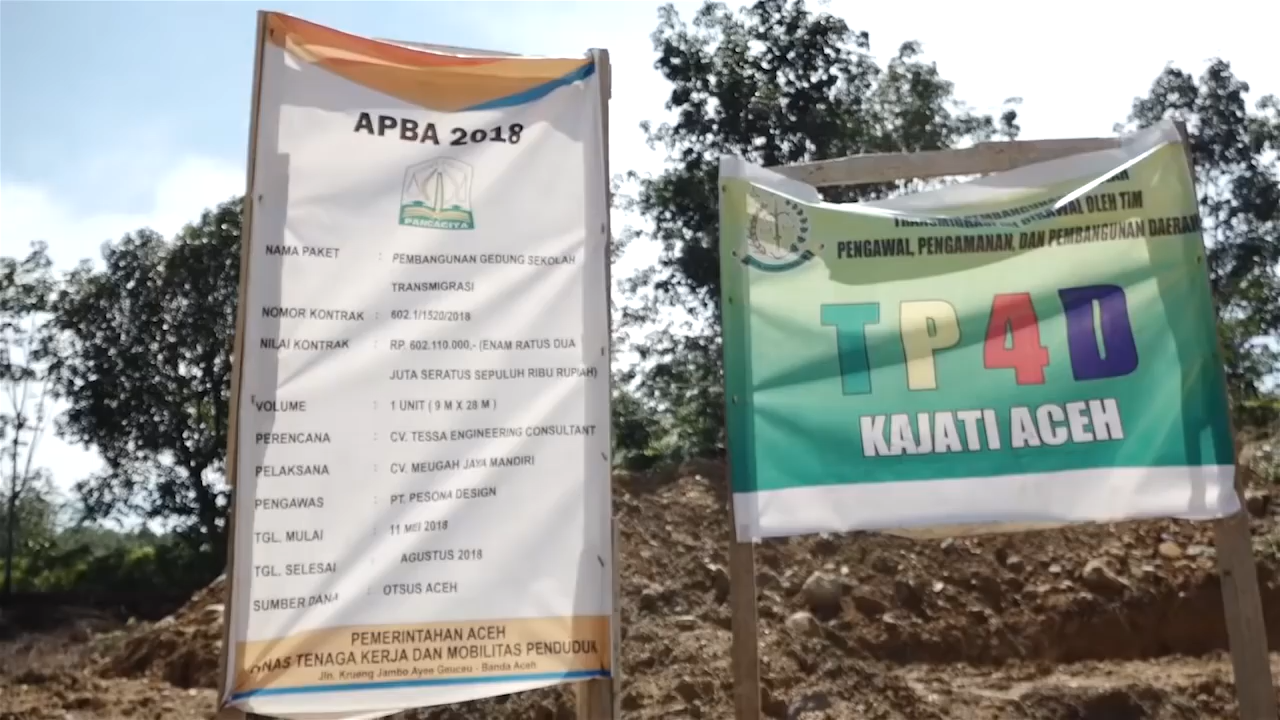 APBA 2018
PANCACITA
NAMA PAKET : PEMBANGUNAN GEDUNG SEKOLAH
TRANSMIGRASI
NOMOR KONTRAK : 602.1/1520/2018
NILAI KONTRAK : RP. 602.110.000,- (ENAM RATUS DUA
JUTA SERATUS SEPULUH RIBU RUPIAH)
VOLUME : 1 UNIT ( 9 M X 28 M )
PERENCANA : CV. TESSA ENGINEERING CONSULTANT
PELAKSANA : CV. MEUGAH JAYA MANDIRI
PENGAWAS : PT. PESONA DESIGN
TGL. MULAI : 11 MEI 2018
TGL. SELESAI : AGUSTUS 2018
SUMBER DANA : OTSUS ACEH
PEMERINTAHAN ACEH
DINAS TENAGA KERJA DAN MOBILITAS PENDUDUK
Jln. Krueng Jambo Ayee Geuceu - Banda Aceh
DIKAWAL OLEH TIM
PENGAWAL, PENGAMANAN, DAN PEMBANGUNAN DAERAH
TP4D
KAJATI ACEH